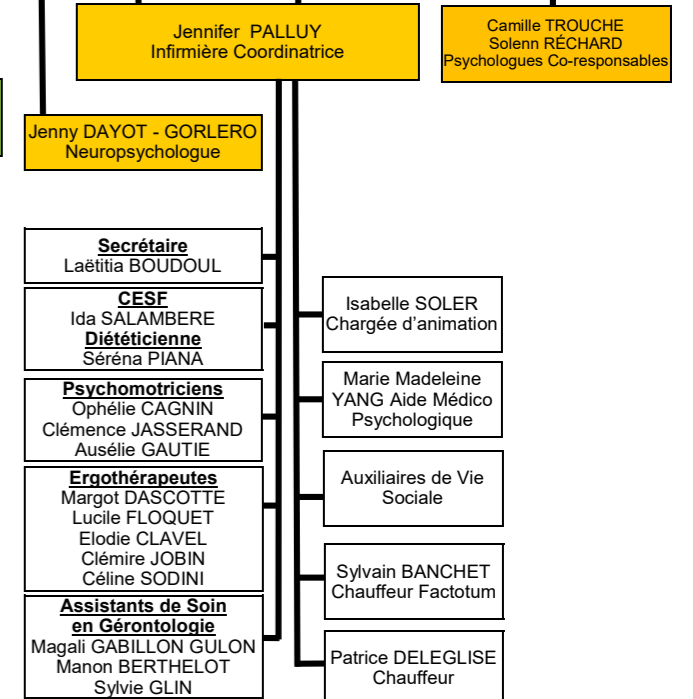 Jennifer PALLUY
Infirmière Coordinatrice
Camille TROUCHE
Solenn RÉCHARD
Psychologues Co-responsables
Jenny DAYOT - GORLERO
Neuropsychologue
Secrétaire
Laëtitia BOUDOUL
CESF
Ida SALAMBERE
Diététicienne
Séréna PIANA
Psychomotriciens
Ophélie CAGNIN
Clémence JASSERAND
Ausélie GAUTIE
Ergothérapeutes
Margot DASCOTTE
Lucile FLOQUET
Elodie CLAVEL
Clémire JOBIN
Céline SODINI
Assistants de Soin
en Gérontologie
Magali GABILLON GULON
Manon BERTHELOT
Sylvie GLIN
Isabelle SOLER
Chargée d’animation
Marie Madeleine
YANG Aide Médico
Psychologique
Auxiliaires de Vie
Sociale
Sylvain BANCHET
Chauffeur Factotum
Patrice DELEGLISE
Chauffeur